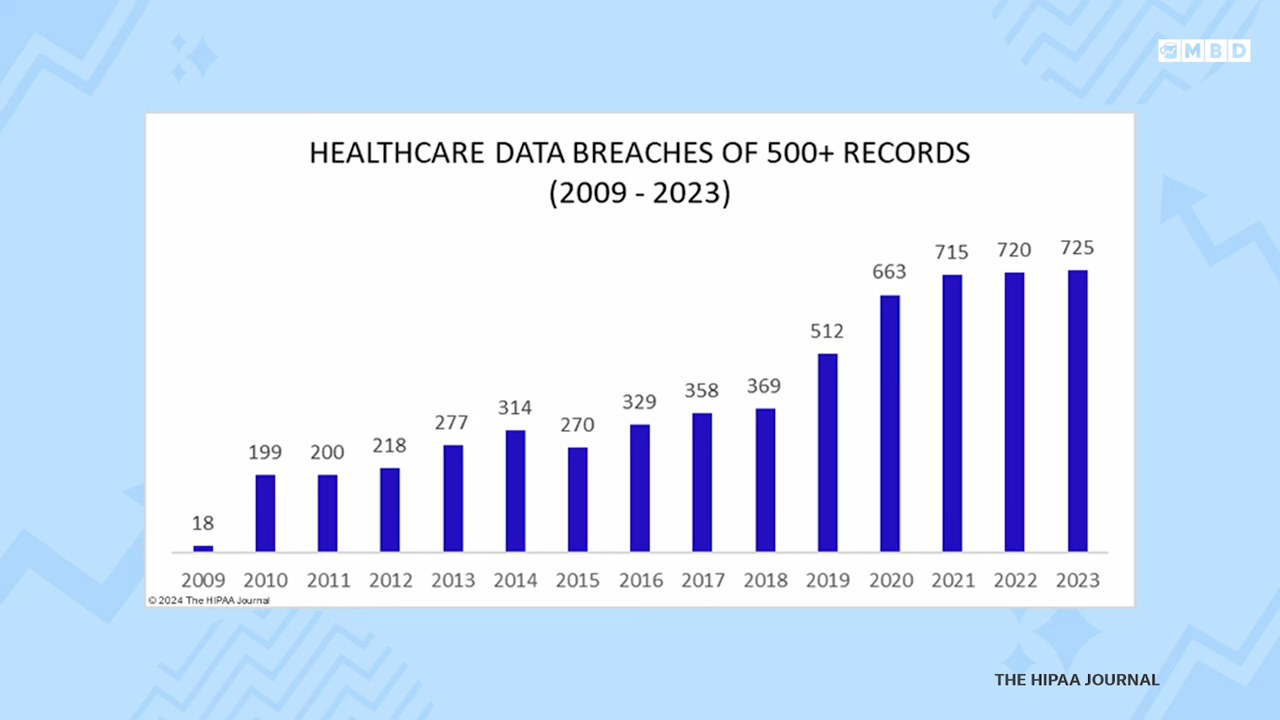 MBD
HEALTHCARE DATA BREACHES OF 500+ RECORDS
(2009 - 2023)
18
199
200
218
277
314
270
329
358
369
512
663
715
720
725
2009 2010 2011 2012 2013 2014 2015 2016 2017 2018 2019 2020 2021 2022 2023
© 2024 The HIPAA Journal
THE HIPAA JOURNAL